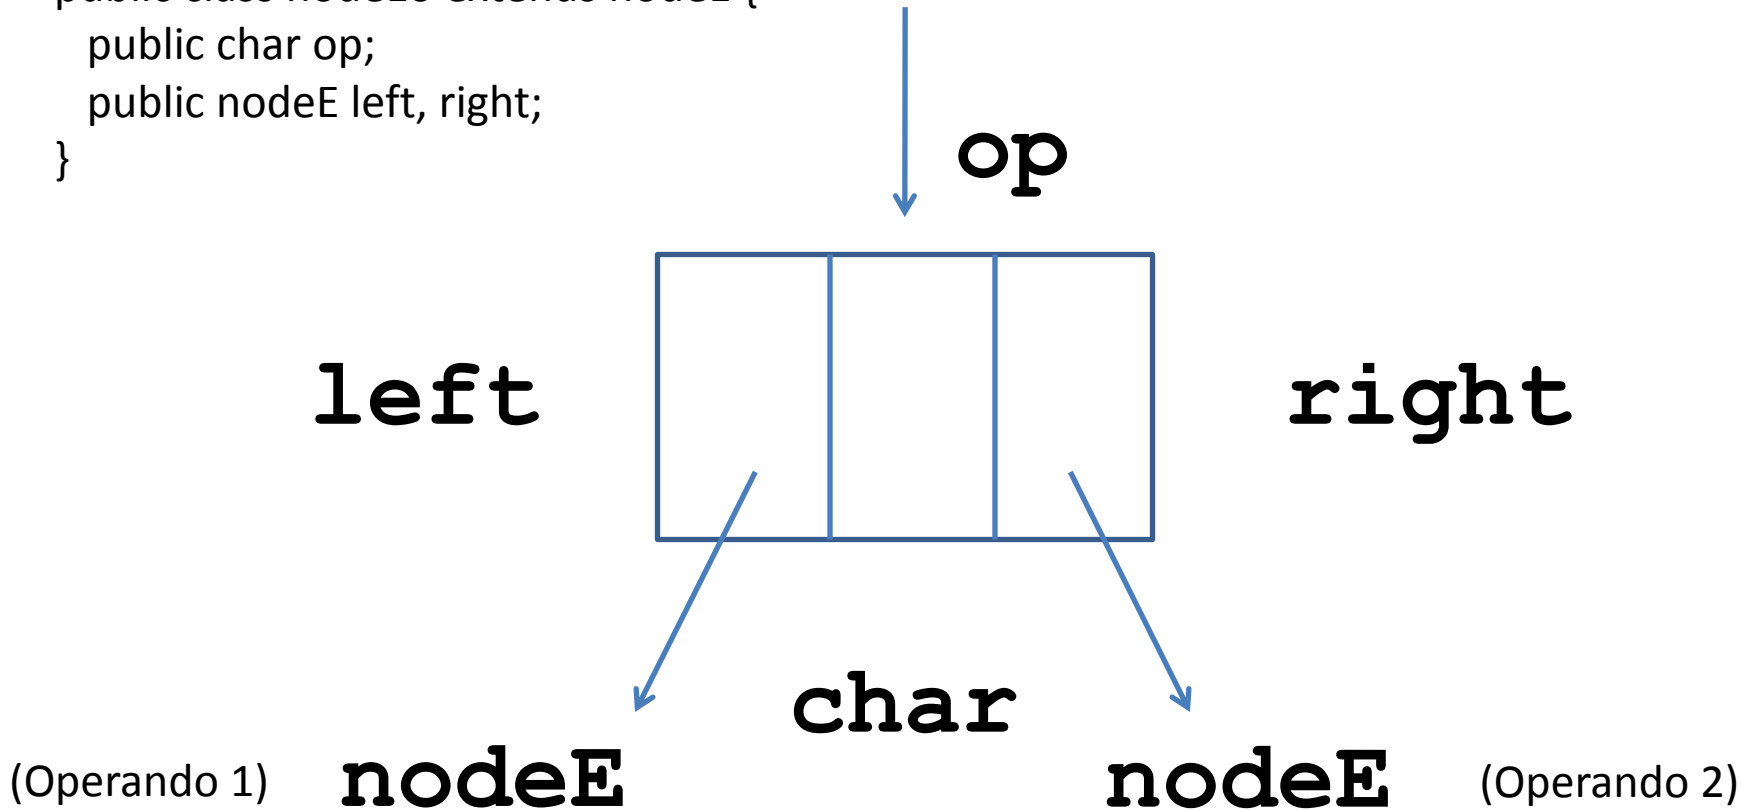 public char op;
public nodeE left, right;
}
op
left
right
char
(Operando 1) nodeE nodeE (Operando 2)